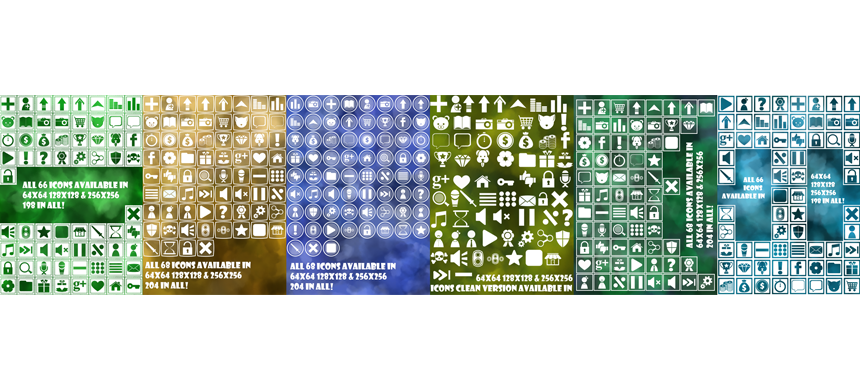 ALL 66 ICONS AVAILABLE IN
64X64 128X128 & 256X256
198 IN ALL!
ALL 68 ICONS AVAILABLE IN
64X64 128X128 & 256X256
204 IN ALL!
ALL 68 ICONS AVAILABLE IN
64X64 128X128 & 256X256
204 IN ALL!
64X64 128X128 & 256X256
ICONS CLEAN VERSION AVAILABLE IN
ALL 68 ICONS AVAILABLE IN
64X64 128X128 & 256X256
204 IN ALL!
ALL 66
ICONS
AVAILABLE IN
64X64
128X128
256X256
198 IN ALL!